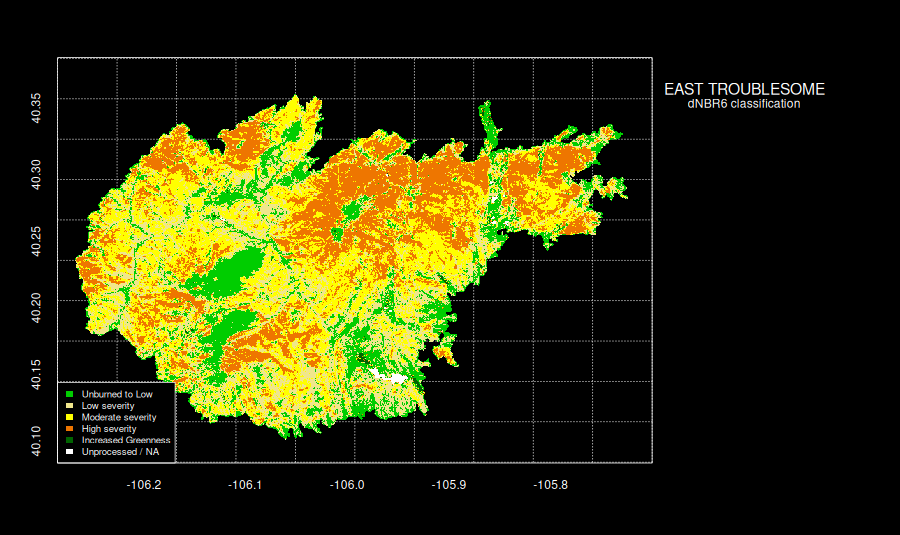 EAST TROUBLESOME
dNBR6 classification
40.35
40.30
40.25
40.20
40.15
40.10
Unburned to Low
Low severity
Moderate severity
High severity
Increased Greenness
Unprocessed / NA
-106.2 -106.1 -106.0 -105.9 -105.8